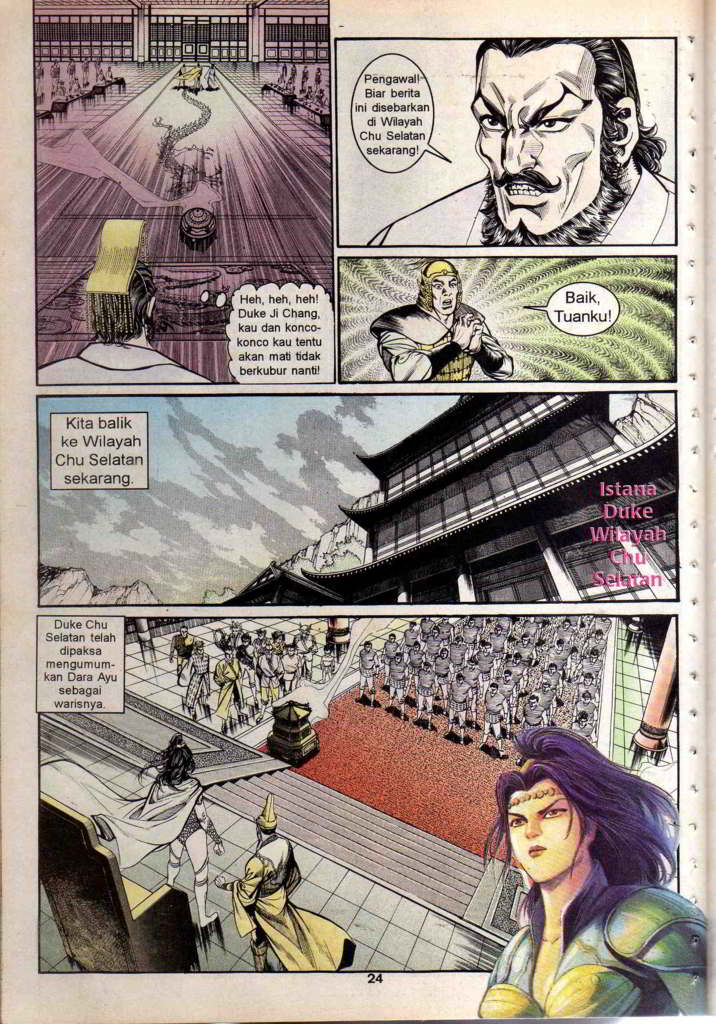 Heh, heh, heh!
Duke Ji Chang,
kau dan konco-
konco kau tentu
akan mati tidak
berkubur nanti!
Pengawal!
Biar berita
ini disebarkan
di Wilayah
Chu Selatan
sekarang!
Baik,
Tuanku!
Kita balik
ke Wilayah
Chu Selatan
sekarang.
Istana
Duke
Wilayah
Chu
Selatan
Duke Chu
Selatan telah
dipaksa
mengumum-
kan Dara Ayu
sebagai
warisnya.
24